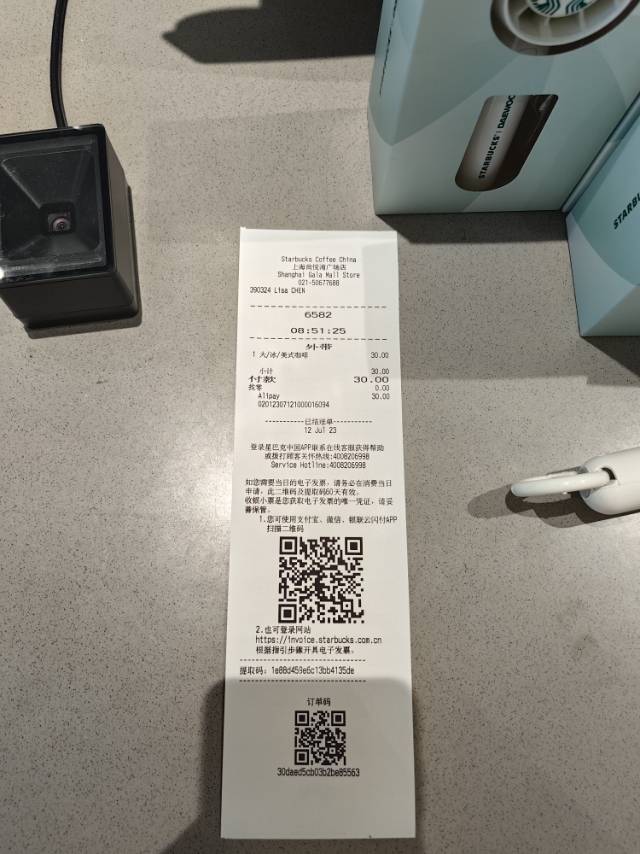 STARBUCKS | DAEWOO
STARBU
Starbucks Coffee China
上海尚悦湾广场店
Shanghai Gala Mall Store
021-50677688
390324 Lisa CHEN
6582
08:51:25
外带
1 大/冰/美式咖啡 30.00
小计 30.00
付款 30.00
找零 0.00
Alipay 30.00
02012307121000016094
----------已结账单----------
12 Jul 23
登录星巴克中国APP联系在线客服获得帮助
或拨打顾客关怀热线:4008206998
Service Hotline:4008206998
如您需要当日的电子发票，请务必在消费当日
申请，此二维码及提取码60天有效。
收银小票是您获取电子发票的唯一凭证，请妥
善保管。
1.您可使用支付宝、微信、银联云闪付APP
扫描二维码
2.也可登录网站
https://invoice.starbucks.com.cn
根据指引步骤开具电子发票。
提取码：1e88d459e6c13bb4135de
订单码
30daed5cb03b2be85563